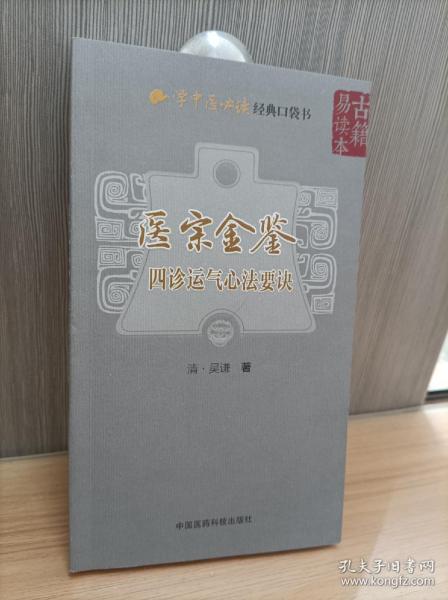 学中医必读经典口袋书
古籍
易读本
医宗金鉴
四诊运气心法要诀
清·吴谦 著
中国医药科技出版社
孔夫子旧书网
www.kongfz.com